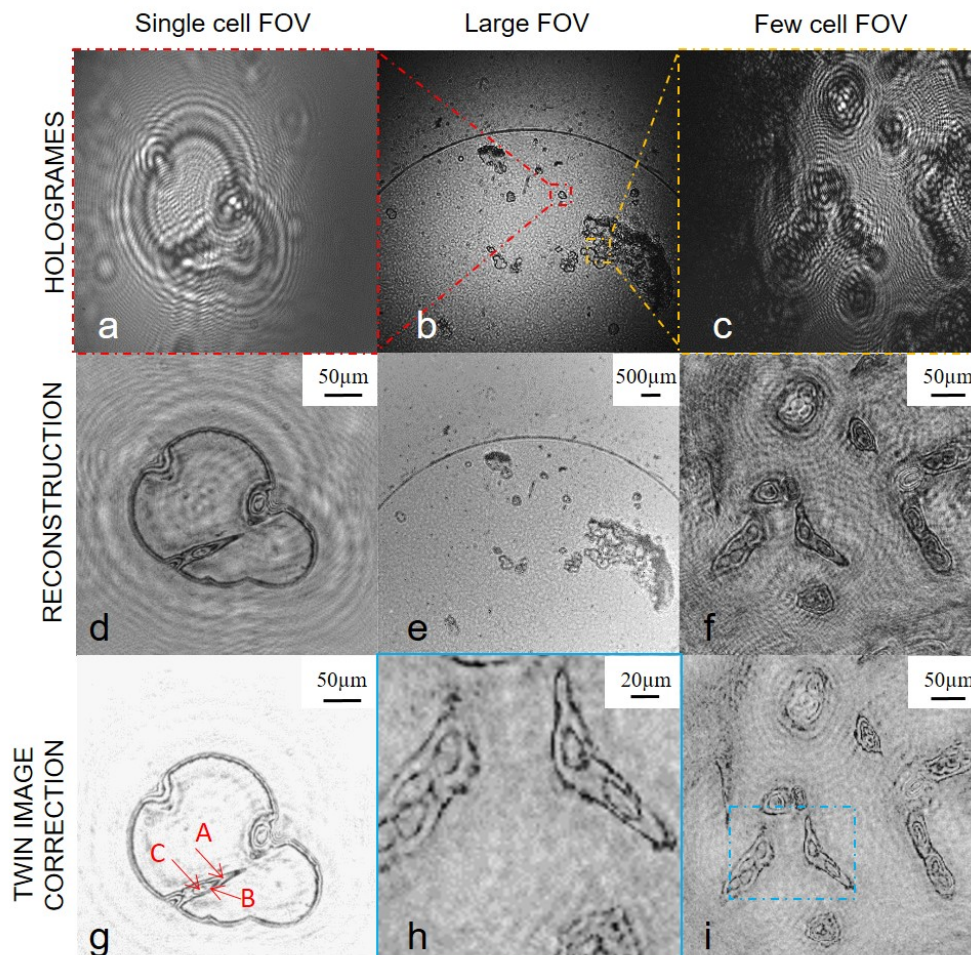 Single cell FOV
Large FOV
Few cell FOV
HOLOGRAMES
a
b
c
RECONSTRUCTION
50µm
500µm
50µm
d
e
f
TWIN IMAGE
CORRECTION
50µm
20µm
50µm
A
C
B
g
h
i